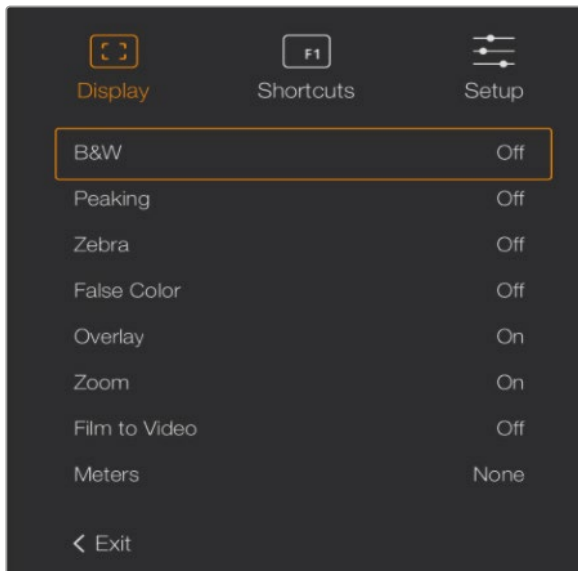 F1
Display Shortcuts Setup
B&W Off
Peaking Off
Zebra Off
False Color Off
Overlay On
Zoom On
Film to Video Off
Meters None
< Exit